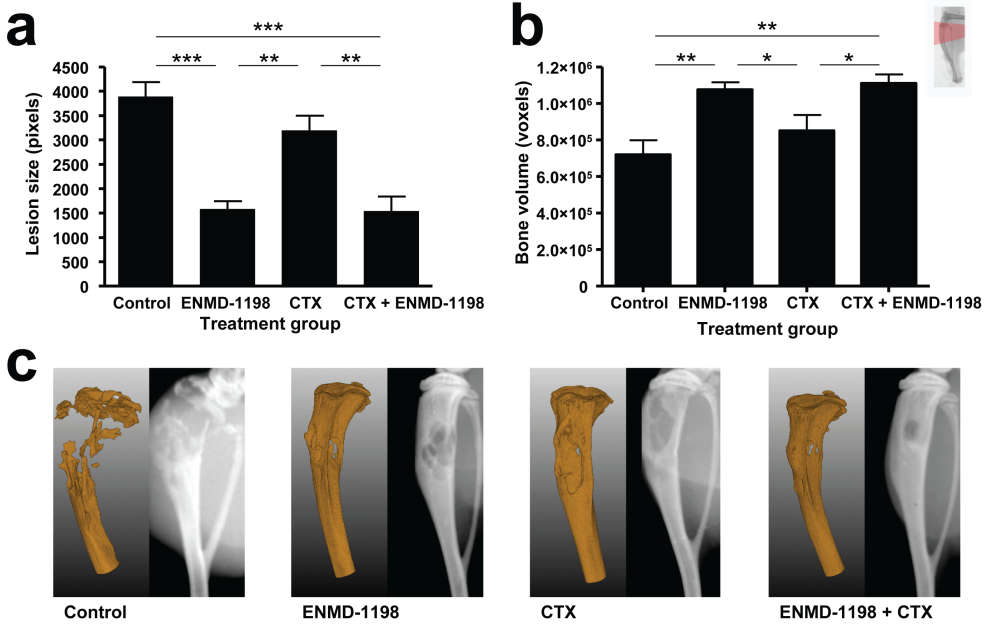 a
***
*** ** **
4500
4000
3500
3000
2500
2000
1500
1000
500
0
Lesion size (pixels)
Control ENMD-1198 CTX CTX + ENMD-1198
Treatment group
b
**
** * *
1.2×10⁶
1.0×10⁶
8.0×10⁵
6.0×10⁵
4.0×10⁵
2.0×10⁵
0
Bone volume (voxels)
Control ENMD-1198 CTX CTX + ENMD-1198
Treatment group
c
Control ENMD-1198 CTX ENMD-1198 + CTX